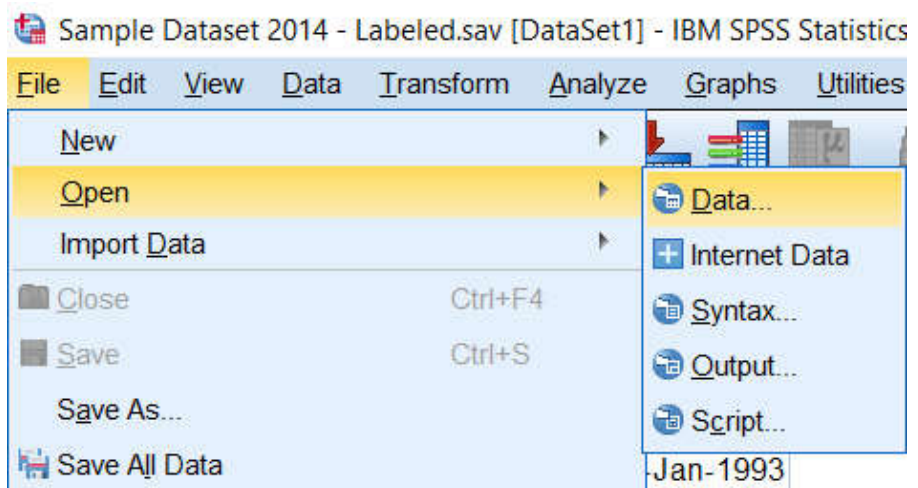 Sample Dataset 2014 - Labeled.sav [DataSet1] - IBM SPSS Statistics
File Edit View Data Transform Analyze Graphs Utilities
New
Open
Import Data
Close Ctrl+F4
Save Ctrl+S
Save As...
Save All Data
Data...
Internet Data
Syntax...
Output...
Script...
-Jan-1993